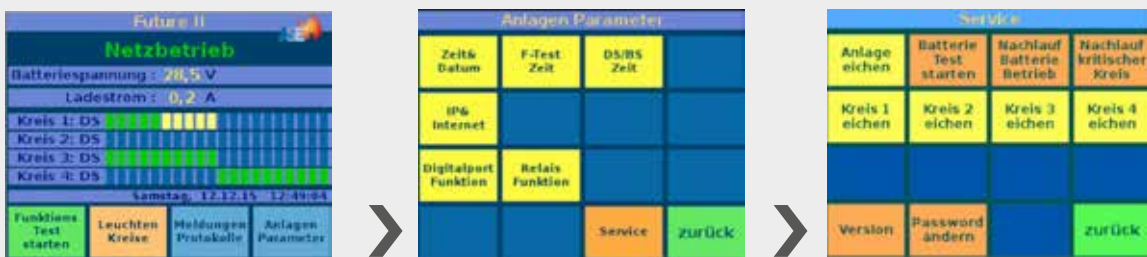 Future II
Netzbetrieb
Batteriespannung : 28,5 V
Ladestrom : 0,2 A
Kreis 1: DS
Kreis 2: DS
Kreis 3: DS
Kreis 4: DS
Samstag, 12.12.15 12:49:04
Funktions
Test
starten
Leuchten
Kreise
Meldungen
Protokolle
Anlagen
Parameter
Anlagen Parameter
Zeit&
Datum
F-Test
Zeit
DS/BS
Zeit
IP&
Internet
Digitalport
Funktion
Relais
Funktion
Service
zurück
Service
Anlage
eichen
Batterie
Test
starten
Nachlauf
Batterie
Betrieb
Nachlauf
kritischer
Kreis
Kreis 1
eichen
Kreis 2
eichen
Kreis 3
eichen
Kreis 4
eichen
Version
Password
ändern
zurück